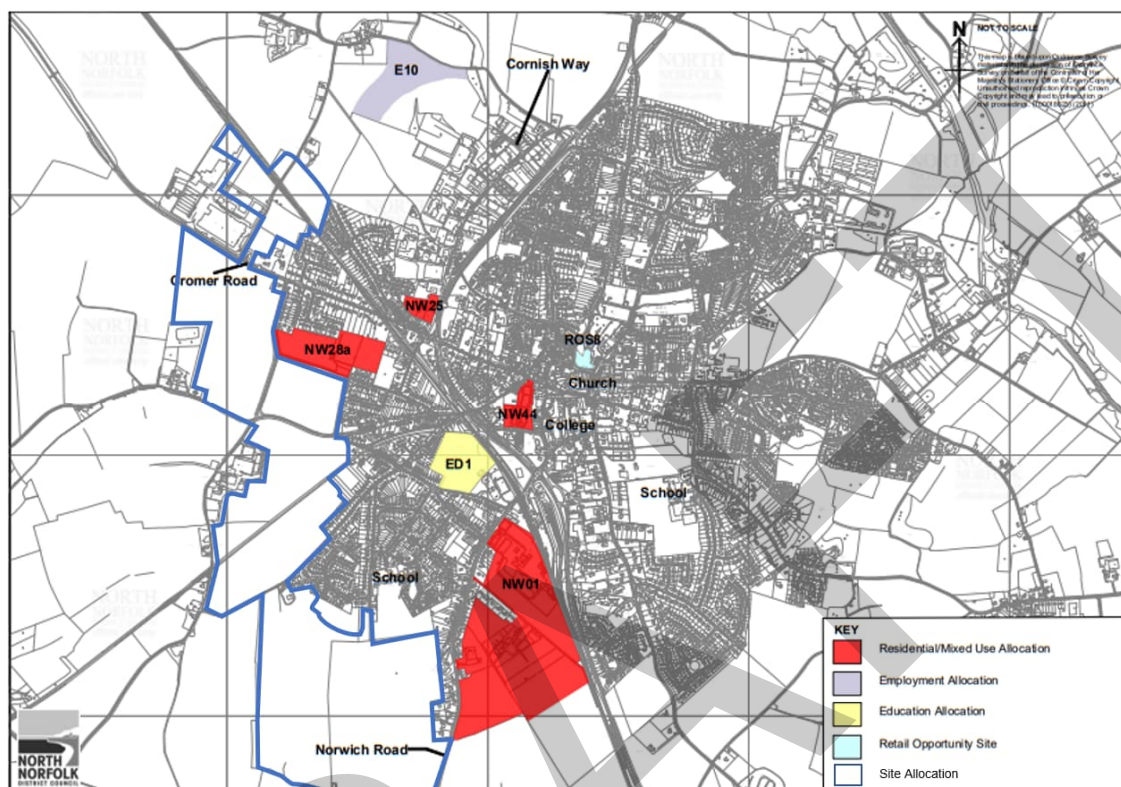 N
NOT TO SCALE
E10
Cornish Way
Cromer Road
NW25
NW28a
ROS8
Church
NW44
College
ED1
School
School
NW01
Norwich Road
KEY
Residential/Mixed Use Allocation
Employment Allocation
Education Allocation
Retail Opportunity Site
Site Allocation
NORTH
NORFOLK
DISTRICT COUNCIL